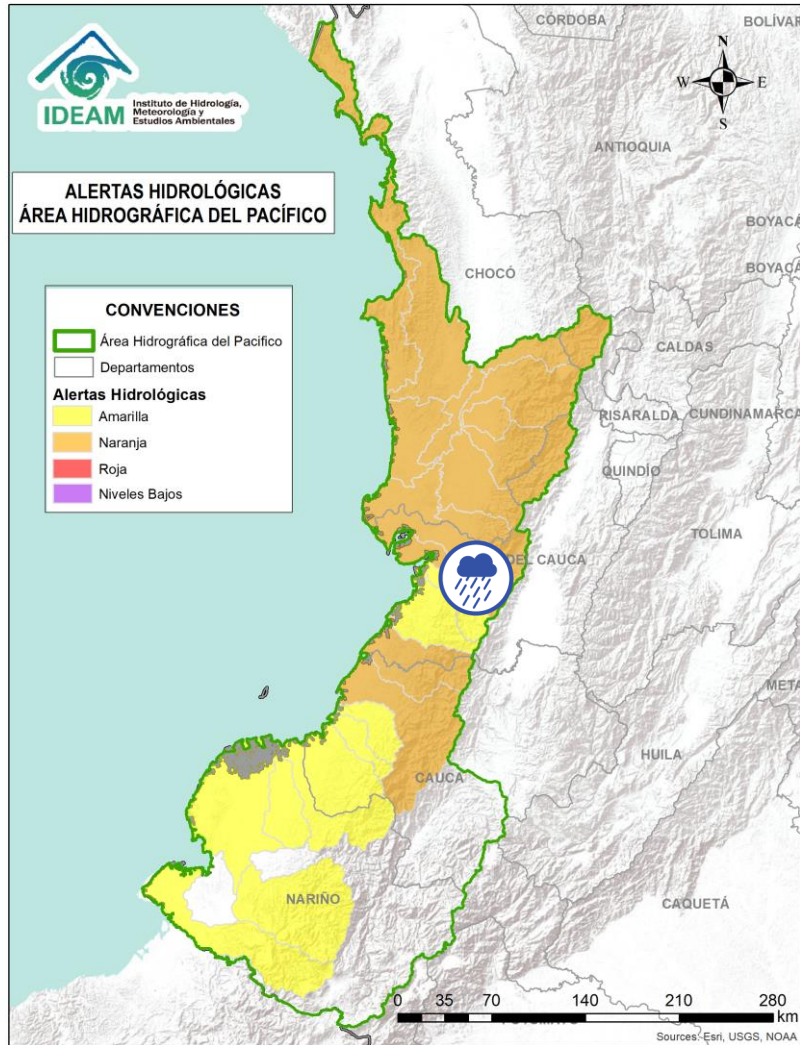 CÓRDOBA
BOLÍVAR
IDEAM
Instituto de Hidrología,
Meteorología y
Estudios Ambientales
N
W
E
S
ANTIOQUIA
ALERTAS HIDROLÓGICAS
ÁREA HIDROGRÁFICA DEL PACÍFICO
BOYACÁ
BOYACÁ
CHOCÓ
CONVENCIONES
Área Hidrográfica del Pacifico
Departamentos
Alertas Hidrológicas
Amarilla
Naranja
Roja
Niveles Bajos
CALDAS
RISARALDA
CUNDINAMARCA
QUINDÍO
TOLIMA
DEL CAUCA
META
HUILA
CAUCA
NARIÑO
CAQUETÁ
0 35 70 140 210 280
km
Sources: Esri, USGS, NOAA